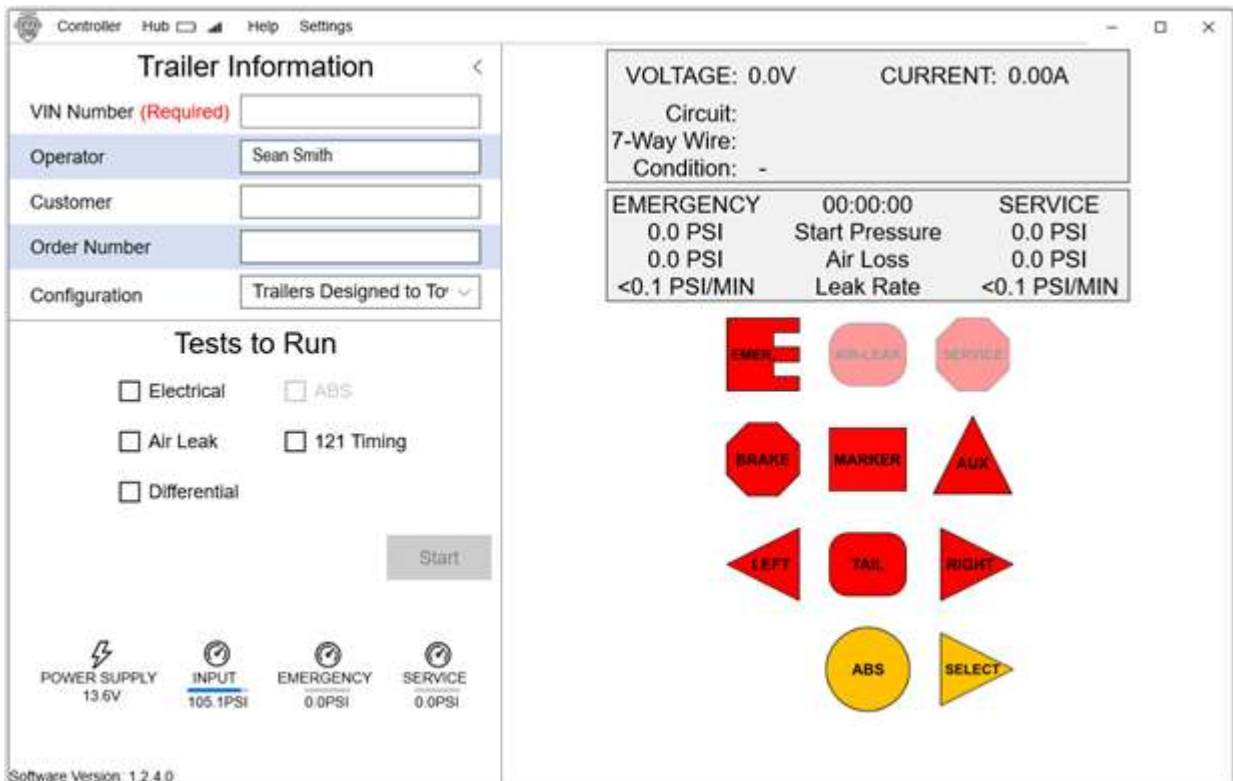 Controller Hub Help Settings
Trailer Information
VIN Number (Required)
Operator Sean Smith
Customer
Order Number
Configuration Trailers Designed to To
Tests to Run
Electrical ABS
Air Leak 121 Timing
Differential
Start
POWER SUPPLY INPUT EMERGENCY SERVICE
13.6V 105.1PSI 0.0PSI 0.0PSI
Software Version: 1.2.4.0
VOLTAGE: 0.0V CURRENT: 0.00A
Circuit:
7-Way Wire:
Condition: -
EMERGENCY 00:00:00 SERVICE
0.0 PSI Start Pressure 0.0 PSI
0.0 PSI Air Loss 0.0 PSI
<0.1 PSI/MIN Leak Rate <0.1 PSI/MIN
EMER. AIR-LEAK SERVICE
BRAKE MARKER AUX
LEFT TAIL RIGHT
ABS SELECT